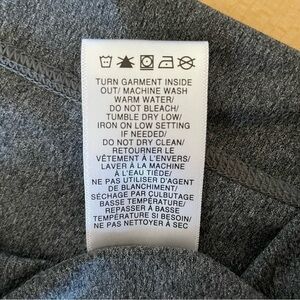 TURN GARMENT INSIDE
OUT/ MACHINE WASH
WARM WATER/
DO NOT BLEACH/
TUMBLE DRY LOW/
IRON ON LOW SETTING
IF NEEDED/
DO NOT DRY CLEAN/
RETOURNER LE
VÊTEMENT À L'ENVERS/
LAVER À LA MACHINE
À L'EAU TIÈDE/
NE PAS UTILISER D'AGENT
DE BLANCHIMENT/
SÉCHAGE PAR CULBUTAGE
BASSE TEMPÉRATURE/
REPASSER À BASSE
TEMPÉRATURE SI BESOIN/
NE PAS NETTOYER À SEC